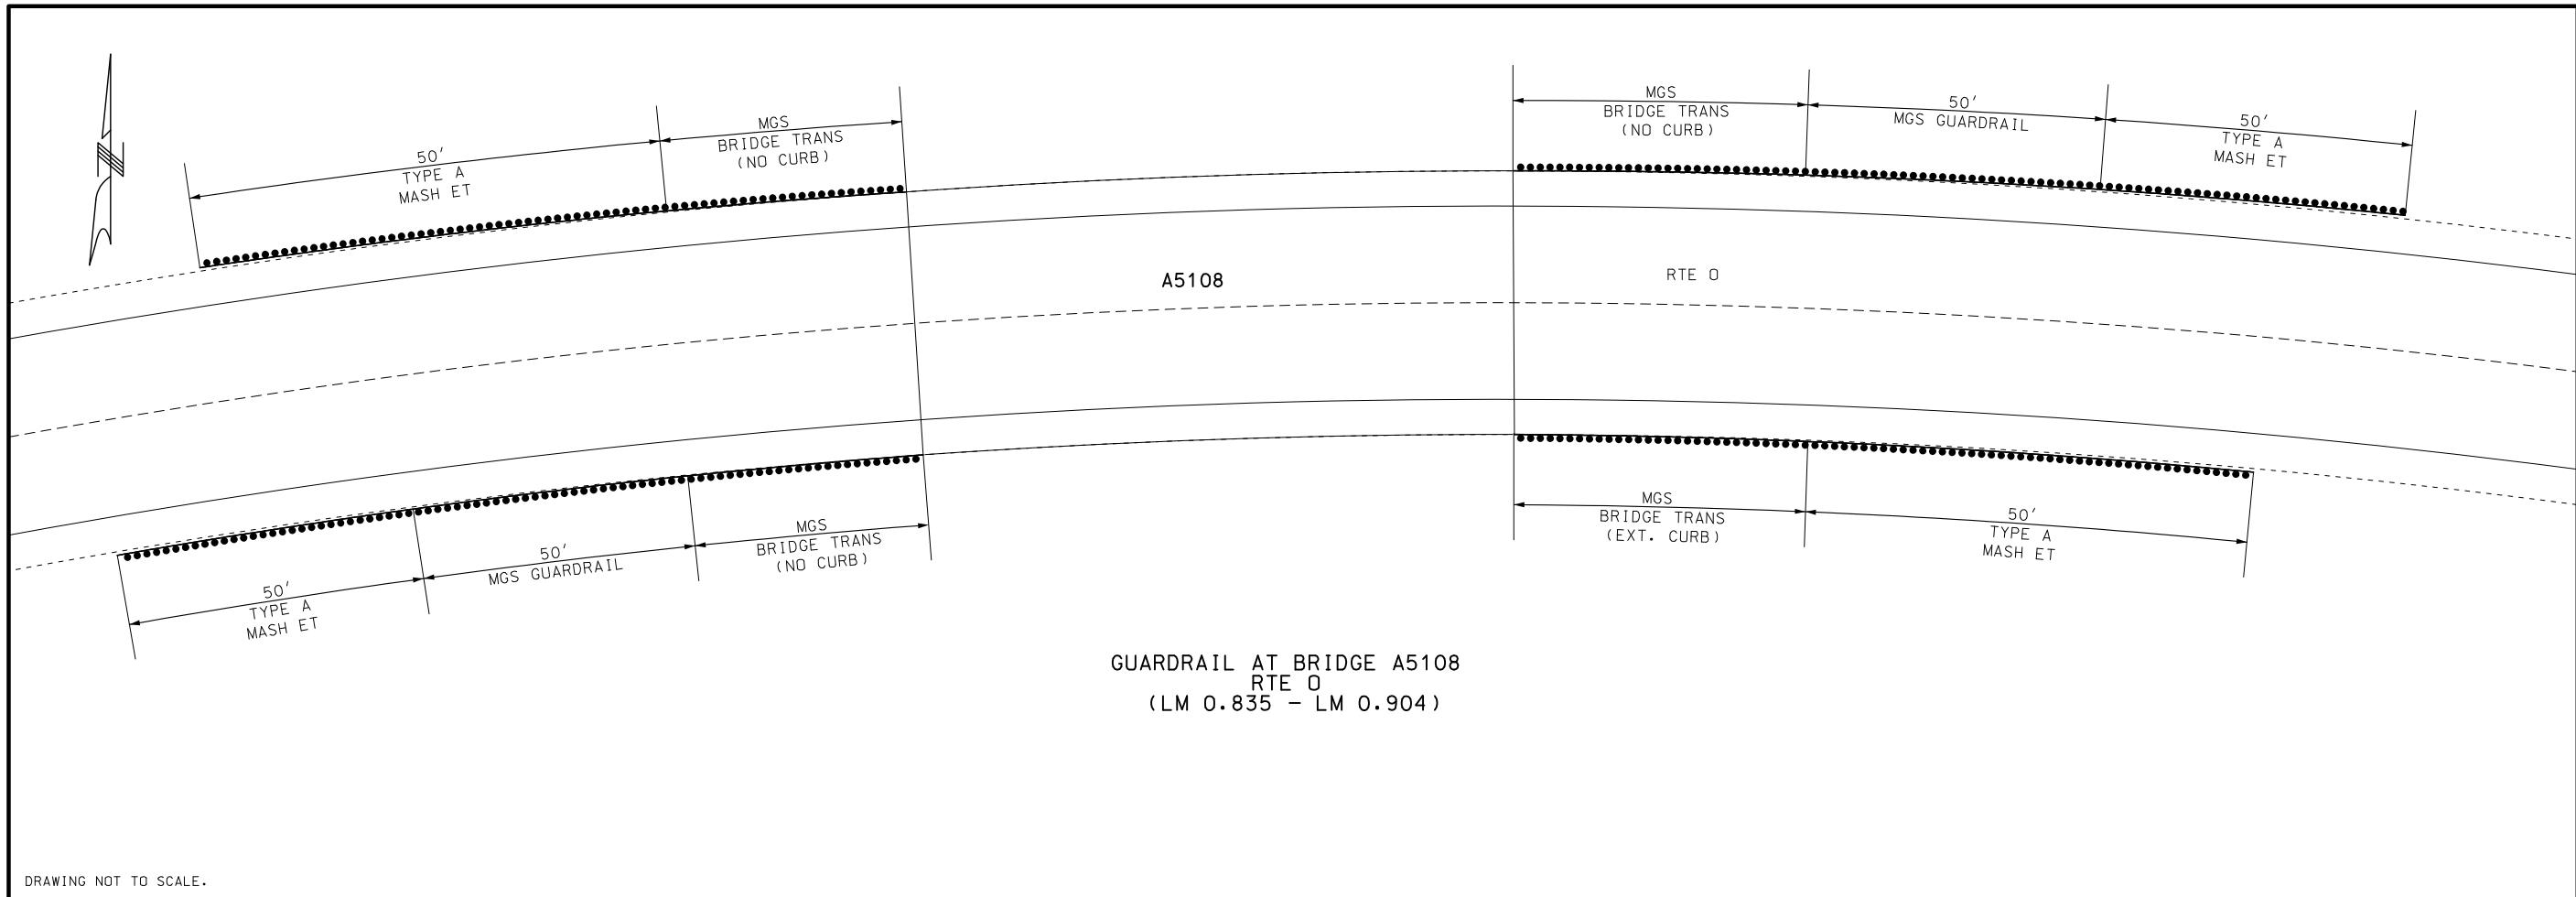 50'
TYPE A
MASH ET
MGS
BRIDGE TRANS
(NO CURB)
MGS
BRIDGE TRANS
(NO CURB)
50'
MGS GUARDRAIL
50'
TYPE A
MASH ET
A5108
RTE O
50'
TYPE A
MASH ET
50'
MGS GUARDRAIL
MGS
BRIDGE TRANS
(NO CURB)
MGS
BRIDGE TRANS
(EXT. CURB)
50'
TYPE A
MASH ET
GUARDRAIL AT BRIDGE A5108
RTE O
(LM 0.835 - LM 0.904)
DRAWING NOT TO SCALE.